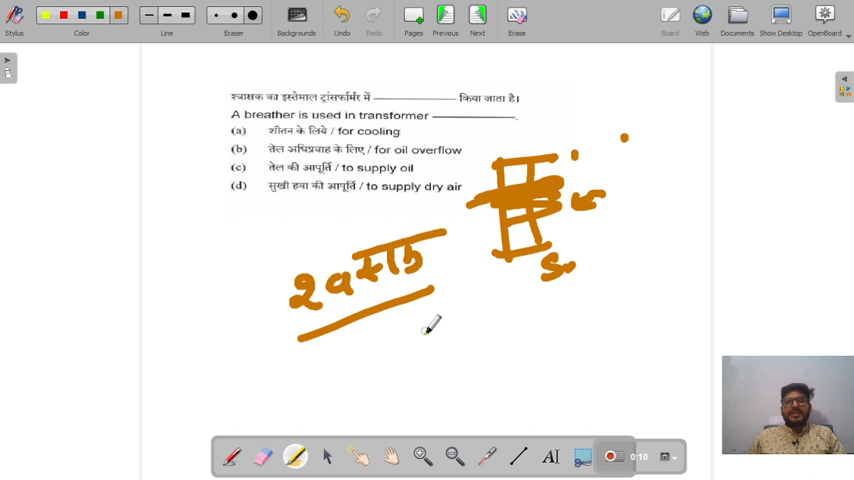 Stylus
Color
Line
Eraser
Backgrounds
Undo
Redo
Pages
Previous
Next
Erase
Board
Web
Documents
Show Desktop
OpenBoard
श्वासक का इस्तेमाल ट्रांसफार्मर में ____________ किया जाता है।
A breather is used in transformer ____________.
(a) शीतन के लिये / for cooling
(b) तेल अधिप्रवाह के लिए / for oil overflow
(c) तेल की आपूर्ति / to supply oil
(d) सुखी हवा की आपूर्ति / to supply dry air
0:10